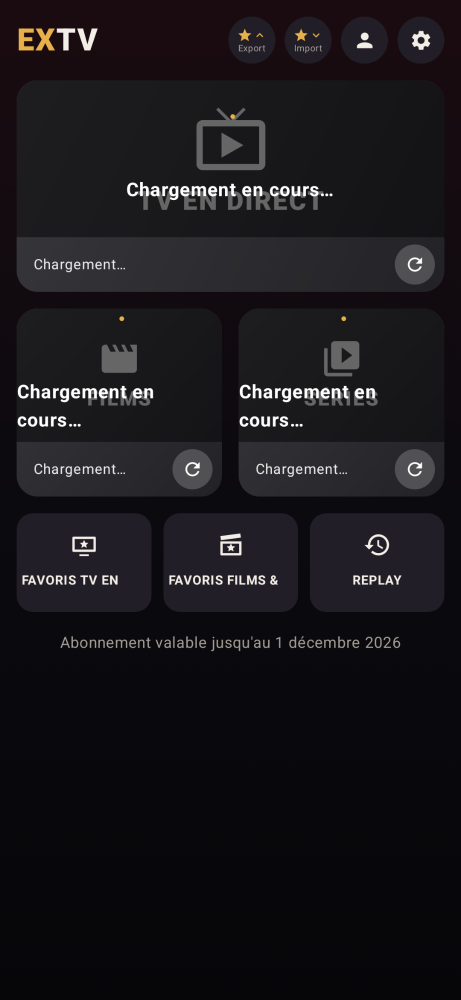 EXTV
Export
Import
Chargement en cours…
TV EN DIRECT
Chargement…
Chargement en
cours…
FILMS
Chargement en
cours…
SÉRIES
Chargement…
Chargement…
FAVORIS TV EN
FAVORIS FILMS &
REPLAY
Abonnement valable jusqu'au 1 décembre 2026